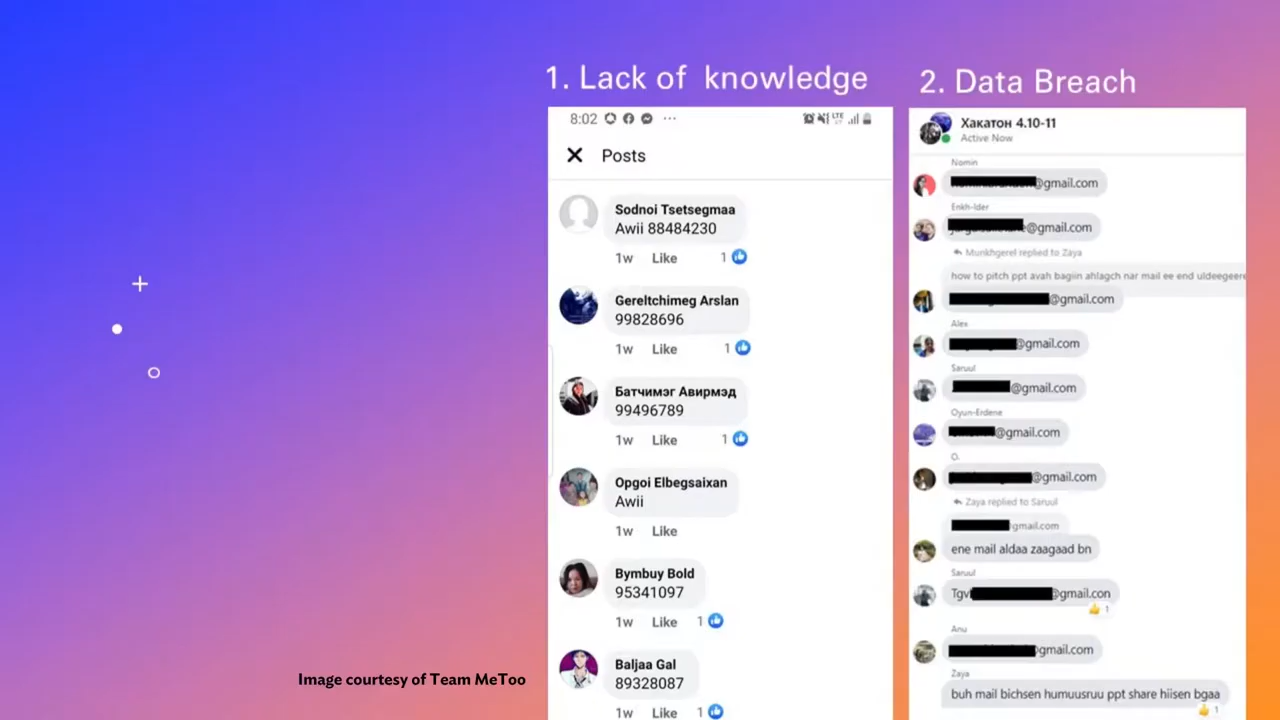 1. Lack of knowledge
8:02
Posts
Sodnoi Tsetsegmaa
Awii 88484230
1w Like 1
Gereltchimeg Arslan
99828696
1w Like 1
Батчимэг Авирмэд
99496789
1w Like 1
Opgoi Elbegsaixan
Awii
1w Like
Bymbuy Bold
95341097
1w Like 1
Baljaa Gal
89328087
1w Like 1
2. Data Breach
Хакатон 4.10-11
Active Now
Nomin
@gmail.com
Enkh-Ider
@gmail.com
Munkhgerel replied to Zaya
how to pitch ppt avah bagiin ahlagch nar mail ee end uldeegeere
@gmail.com
Alex
@gmail.com
Saruul
@gmail.com
Oyun-Erdene
@gmail.com
O.
@gmail.com
Zaya replied to Saruul
gmail.com
ene mail aldaa zaagaad bn
Saruul
Tgv @gmail.con
1
Anu
@gmail.com
Zaya
buh mail bichsen humuusruu ppt share hiisen bgaa
1
Image courtesy of Team MeToo